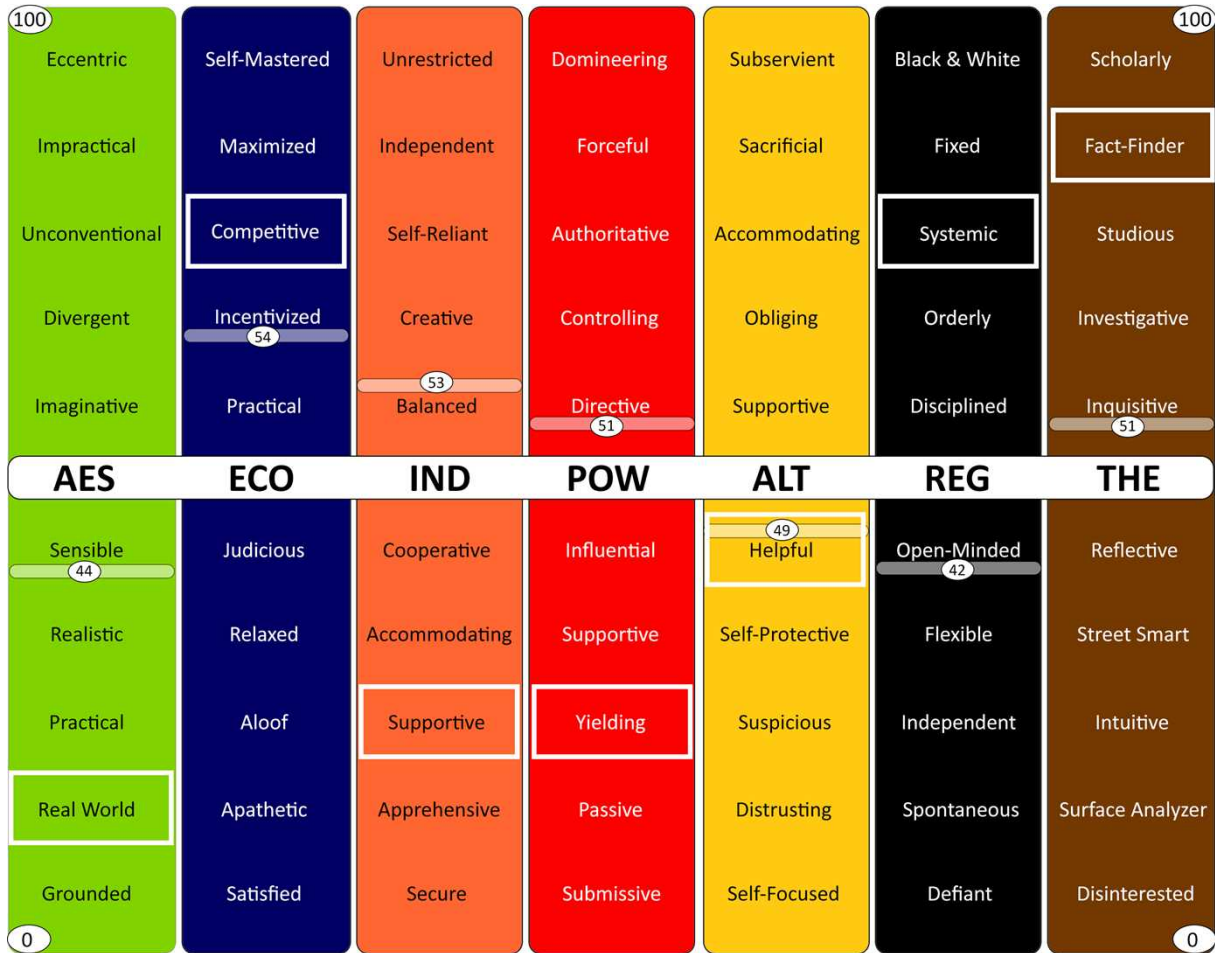 100 100
Eccentric Self-Mastered Unrestricted Domineering Subservient Black & White Scholarly
Impractical Maximized Independent Forceful Sacrificial Fixed Fact-Finder
Unconventional Competitive Self-Reliant Authoritative Accommodating Systemic Studious
Divergent Incentivized Creative Controlling Obliging Orderly Investigative
54
53
Imaginative Practical Balanced Directive Supportive Disciplined Inquisitive
51 51
AES ECO IND POW ALT REG THE
49
Sensible Judicious Cooperative Influential Helpful Open-Minded Reflective
44 42
Realistic Relaxed Accommodating Supportive Self-Protective Flexible Street Smart
Practical Aloof Supportive Yielding Suspicious Independent Intuitive
Real World Apathetic Apprehensive Passive Distrusting Spontaneous Surface Analyzer
Grounded Satisfied Secure Submissive Self-Focused Defiant Disinterested
0 0